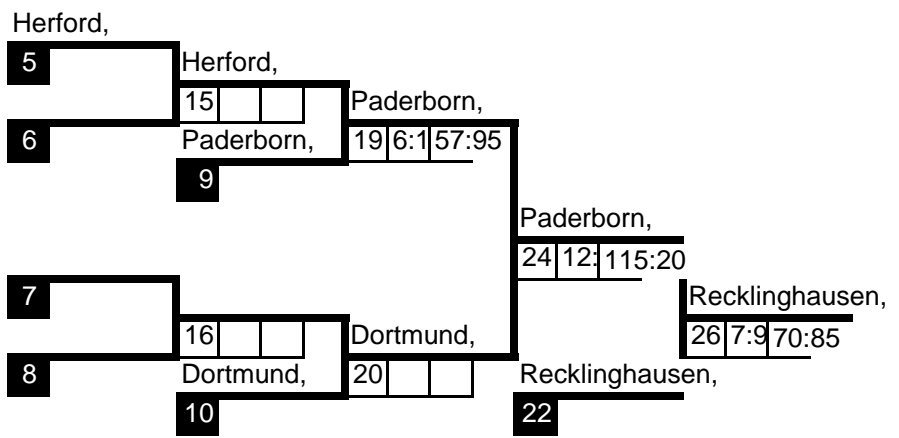 Herford,
5
Herford,
15
Paderborn,
6
Paderborn,
19 6:1 57:95
9
Paderborn,
24 12: 115:20
7
Recklinghausen,
16
Dortmund,
26 7:9 70:85
8
Dortmund,
20
Recklinghausen,
10
22